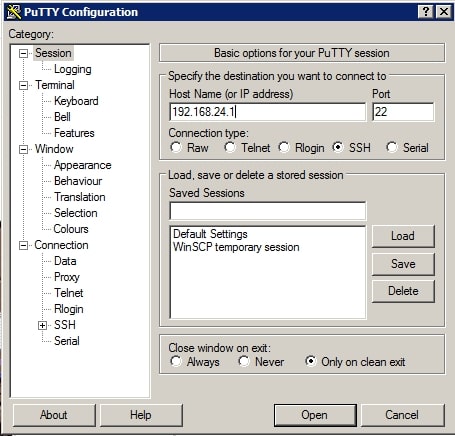 PuTTY Configuration
Category:
Session
Logging
Terminal
Keyboard
Bell
Features
Window
Appearance
Behaviour
Translation
Selection
Colours
Connection
Data
Proxy
Telnet
Rlogin
SSH
Serial
Basic options for your PuTTY session
Specify the destination you want to connect to
Host Name (or IP address) Port
192.168.24.1 22
Connection type:
Raw Telnet Rlogin SSH Serial
Load, save or delete a stored session
Saved Sessions
Default Settings
WinSCP temporary session
Load
Save
Delete
Close window on exit:
Always Never Only on clean exit
About Help Open Cancel